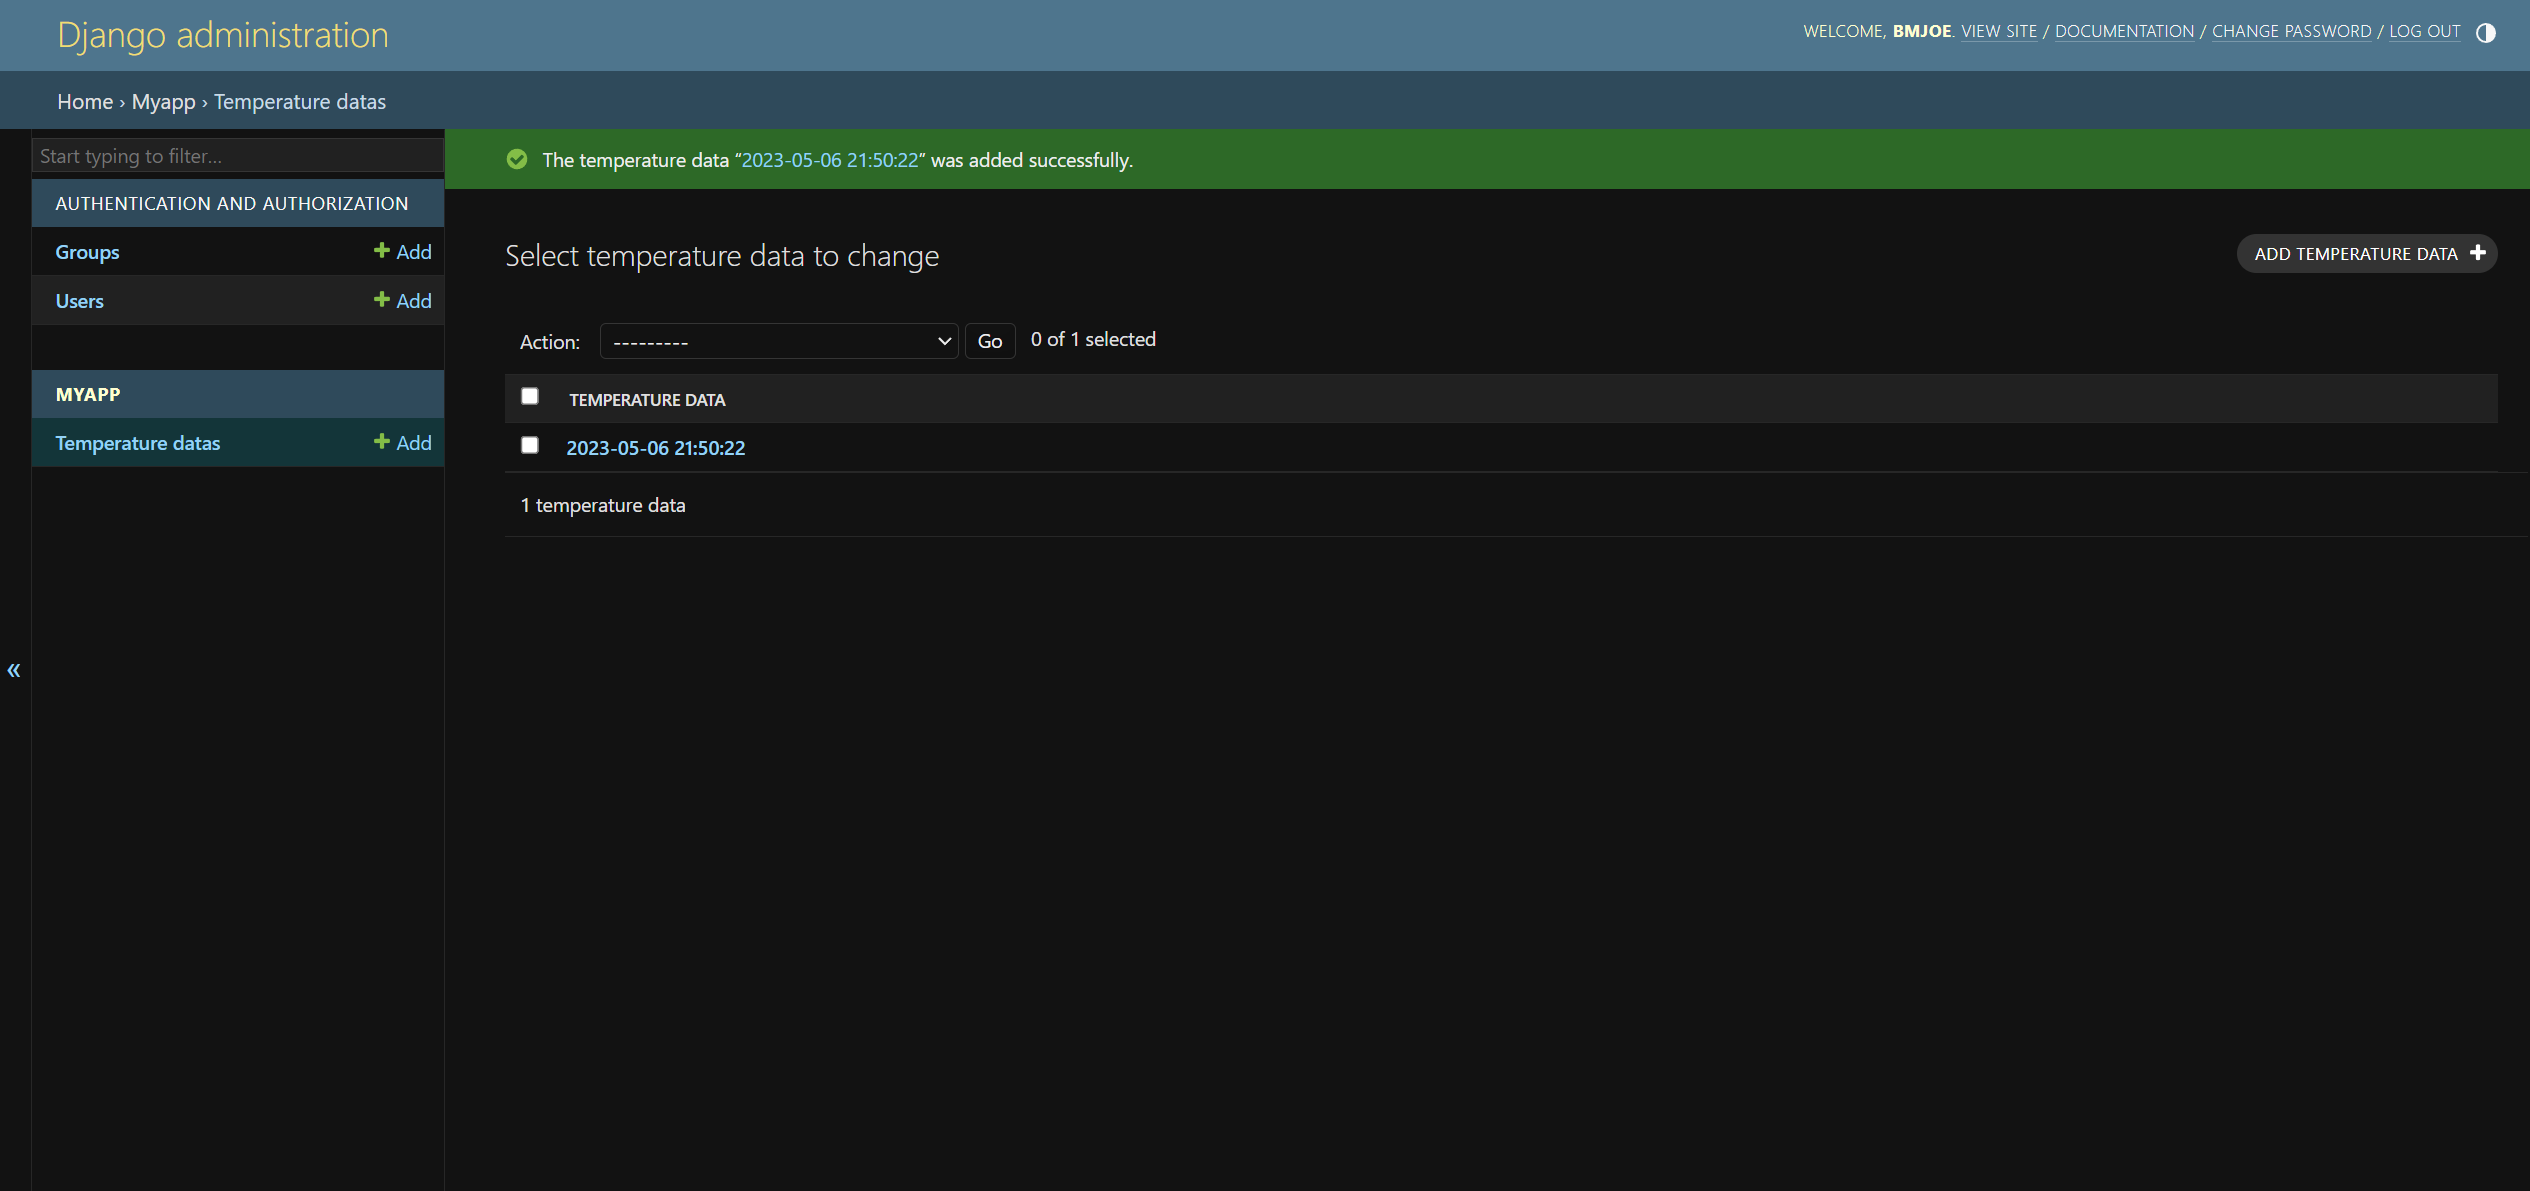 Django administration
WELCOME, BMJOE. VIEW SITE / DOCUMENTATION / CHANGE PASSWORD / LOG OUT
Home › Myapp › Temperature datas
Start typing to filter...
AUTHENTICATION AND AUTHORIZATION
Groups
Add
Users
Add
MYAPP
Temperature datas
Add
«
The temperature data “2023-05-06 21:50:22” was added successfully.
Select temperature data to change
ADD TEMPERATURE DATA
Action: --------- Go 0 of 1 selected
TEMPERATURE DATA
2023-05-06 21:50:22
1 temperature data